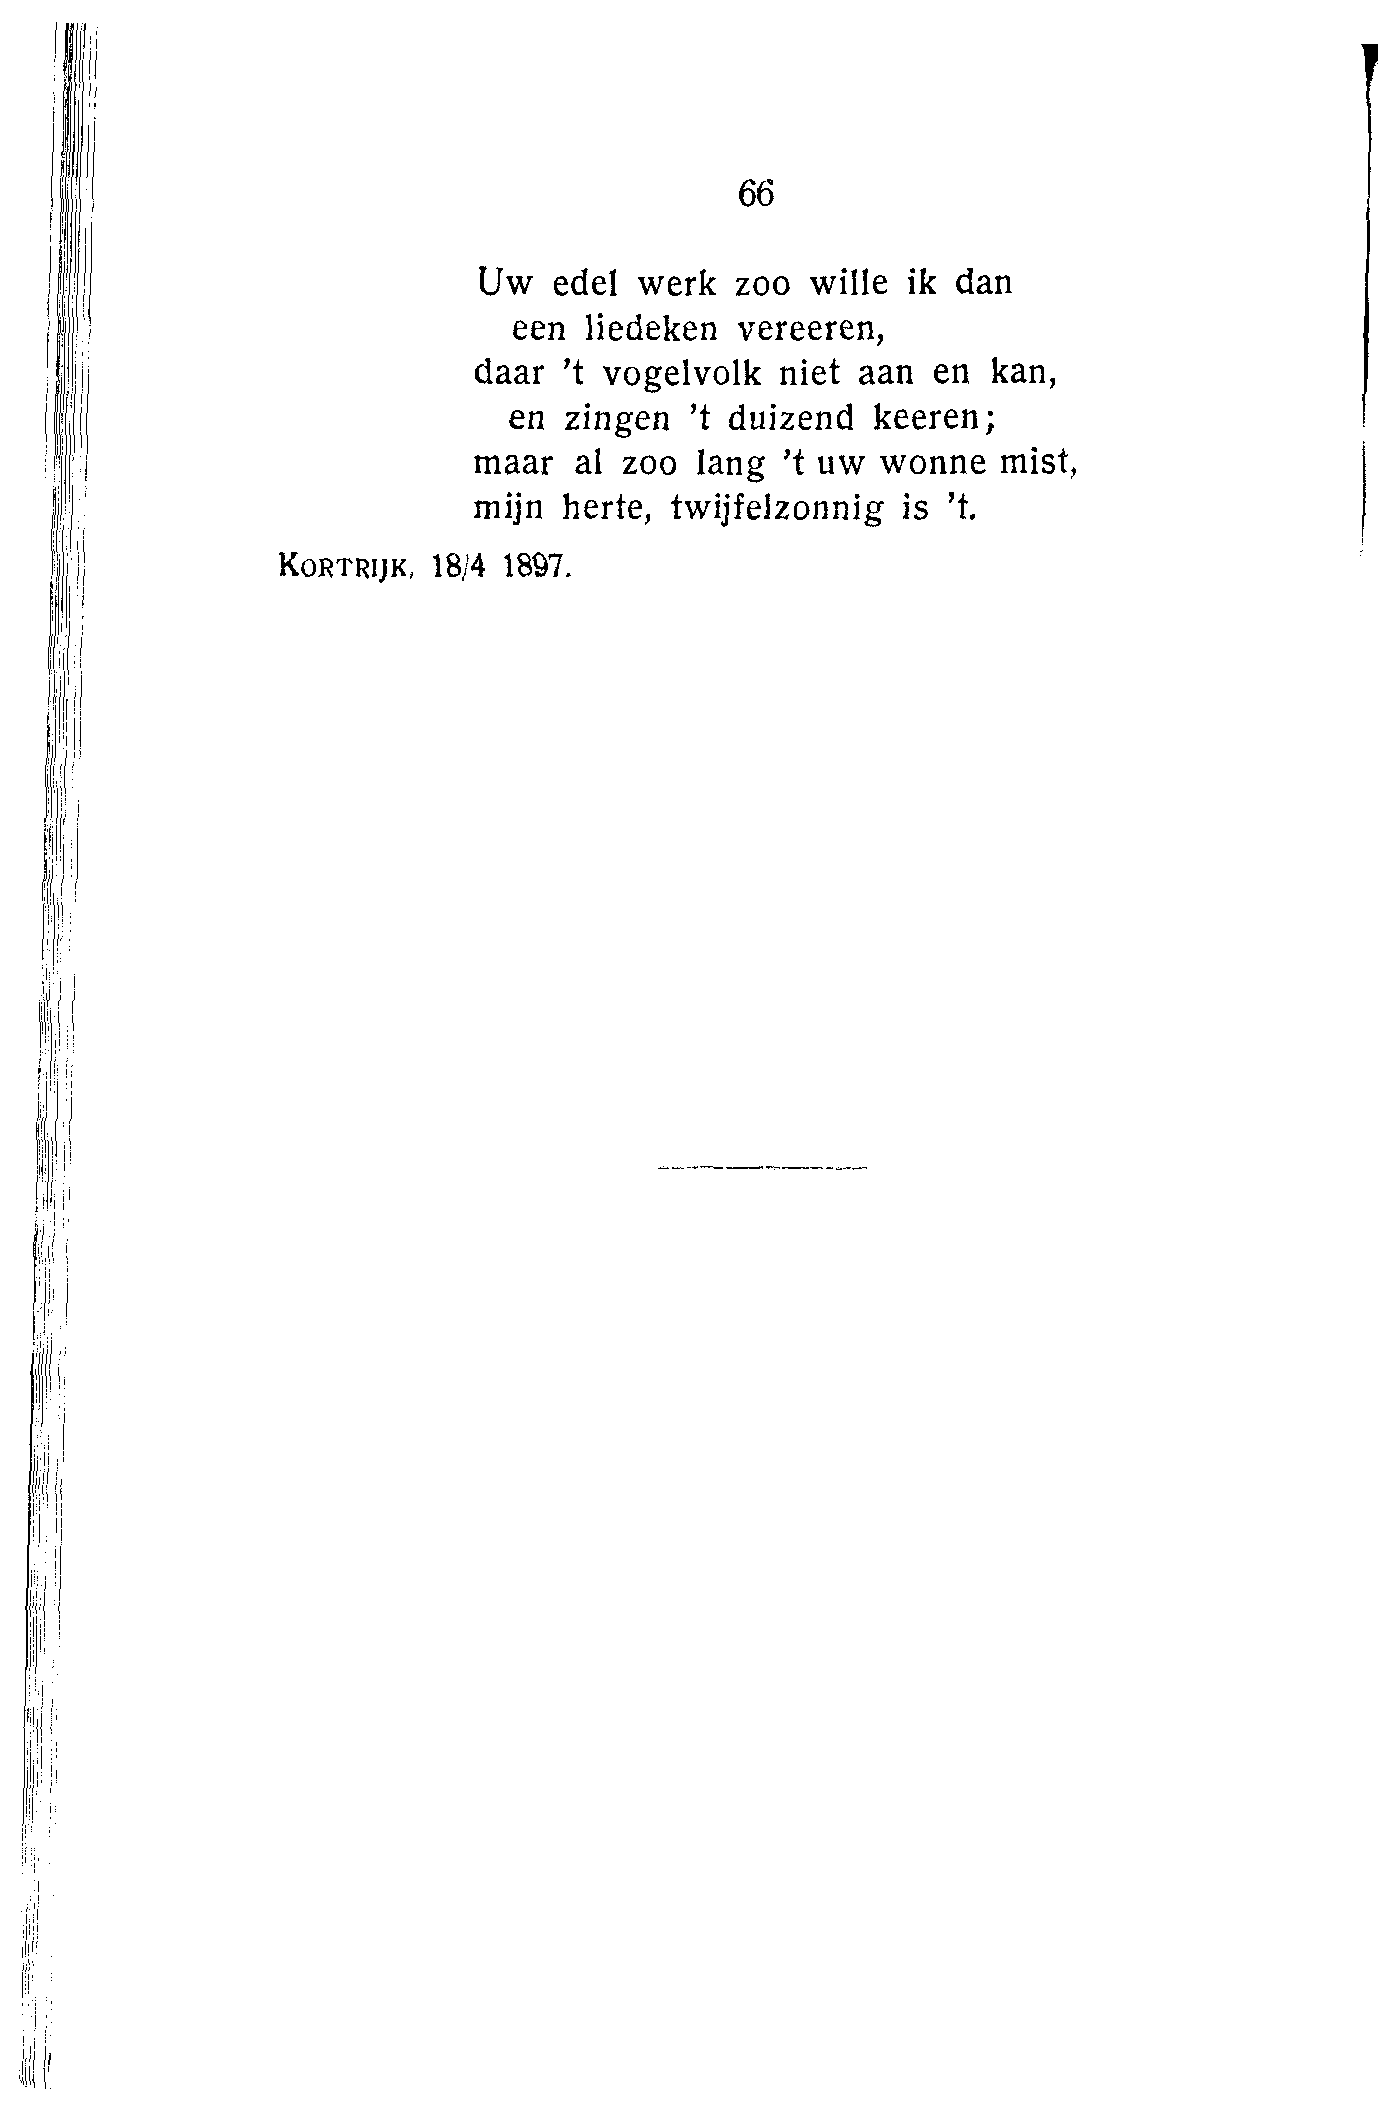 66
Uw edel werk zoo wille ik dan
een liedeken vereeren,
daar 't vogelvolk niet aan en kan,
en zingen 't duizend keeren;
maar al zoo lang 't uw wonne mist,
mijn herte, twijfelzonnig is 't.
KORTRIJK, 18/4 1897.